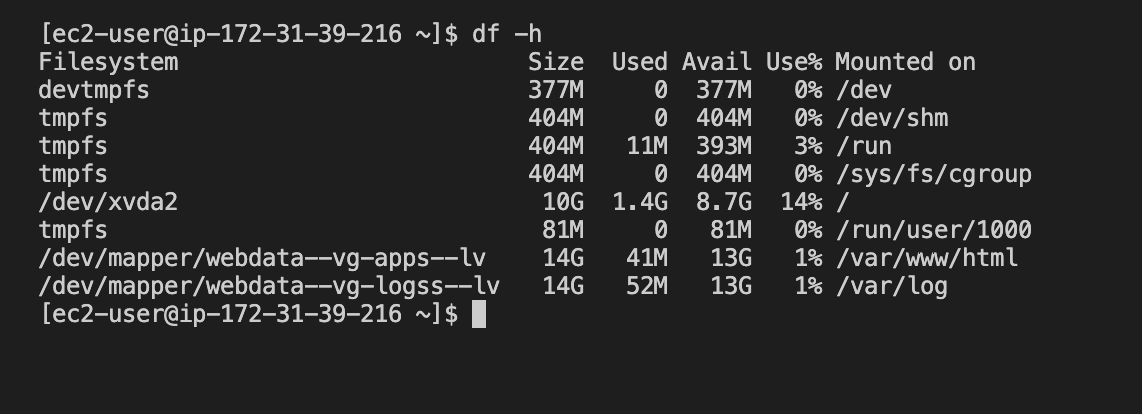 [ec2-user@ip-172-31-39-216 ~]$ df -h
Filesystem                         Size  Used Avail Use% Mounted on
devtmpfs                           377M     0  377M   0% /dev
tmpfs                              404M     0  404M   0% /dev/shm
tmpfs                              404M   11M  393M   3% /run
tmpfs                              404M     0  404M   0% /sys/fs/cgroup
/dev/xvda2                          10G  1.4G  8.7G  14% /
tmpfs                               81M     0   81M   0% /run/user/1000
/dev/mapper/webdata--vg-apps--lv    14G   41M   13G   1% /var/www/html
/dev/mapper/webdata--vg-logss--lv   14G   52M   13G   1% /var/log
[ec2-user@ip-172-31-39-216 ~]$